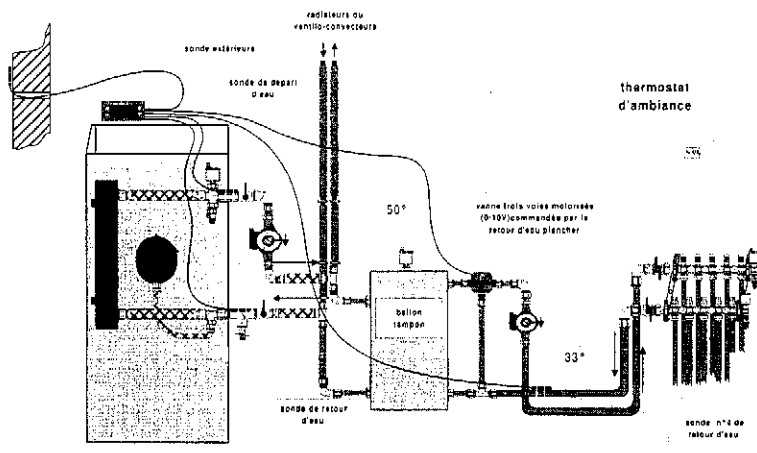 radiateurs ou
ventilo-convecteurs
sonde extérieure
sonde de départ
d'eau
thermostat
d'ambiance
50°
vanne trois voies motorisée
(0-10V)commandée par le
retour d'eau plancher
ballon
tampon
33°
sonde de retour
d'eau
sonde n°4 de
retour d'eau